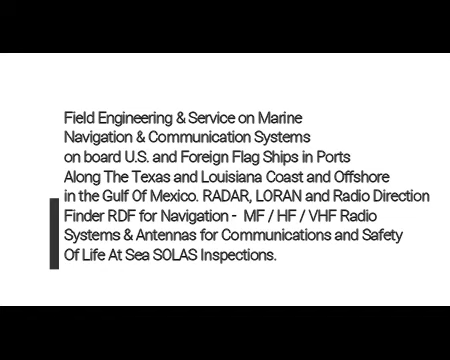 Field Engineering & Service on Marine
Navigation & Communication Systems
on board U.S. and Foreign Flag Ships in Ports
Along The Texas and Louisiana Coast and Offshore
in the Gulf Of Mexico. RADAR, LORAN and Radio Direction
Finder RDF for Navigation - MF / HF / VHF Radio
Systems & Antennas for Communications and Safety
Of Life At Sea SOLAS Inspections.